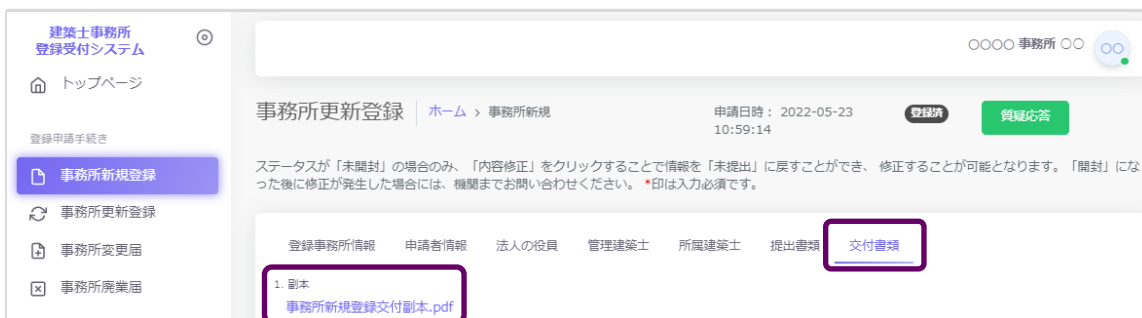 建築士事務所
登録受付システム
〇〇〇〇 事務所 〇〇
〇〇
トップページ
事務所更新登録
ホーム › 事務所新規
申請日時： 2022-05-23
10:59:14
登録済
質疑応答
登録申請手続き
ステータスが「未開封」の場合のみ、「内容修正」をクリックすることで情報を「未提出」に戻すことができ、 修正することが可能となります。「開封」にな
った後に修正が発生した場合には、機関までお問い合わせください。 *印は入力必須です。
事務所新規登録
事務所更新登録
事務所変更届
事務所廃業届
登録事務所情報
申請者情報
法人の役員
管理建築士
所属建築士
提出書類
交付書類
1. 副本
事務所新規登録交付副本.pdf